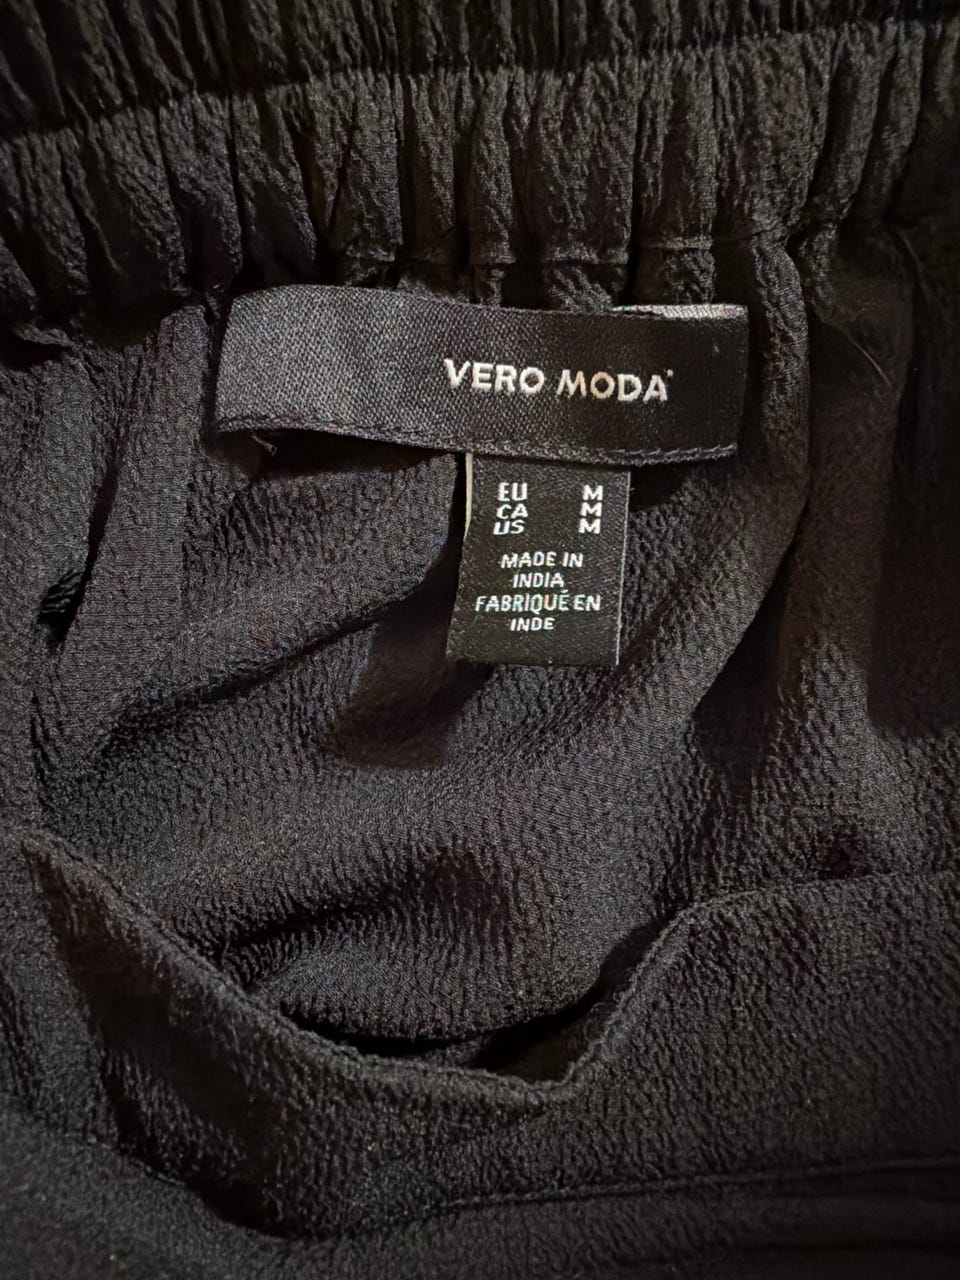 VERO MODA
EU M
CA M
US M
MADE IN
INDIA
FABRIQUÉ EN
INDE